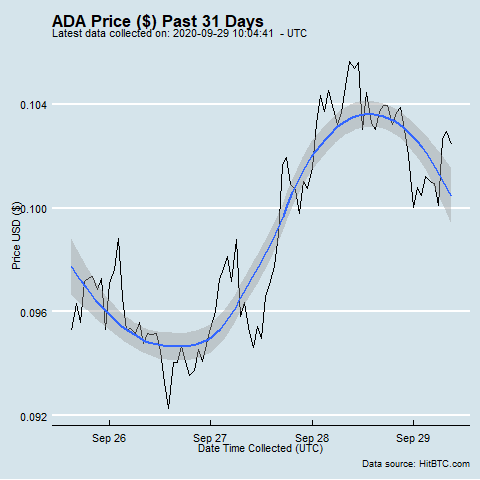 ADA Price ($) Past 31 Days
Latest data collected on: 2020-09-29 10:04:41  - UTC
Price USD ($)
0.104
0.100
0.096
0.092
Sep 26
Sep 27
Sep 28
Sep 29
Date Time Collected (UTC)
Data source: HitBTC.com